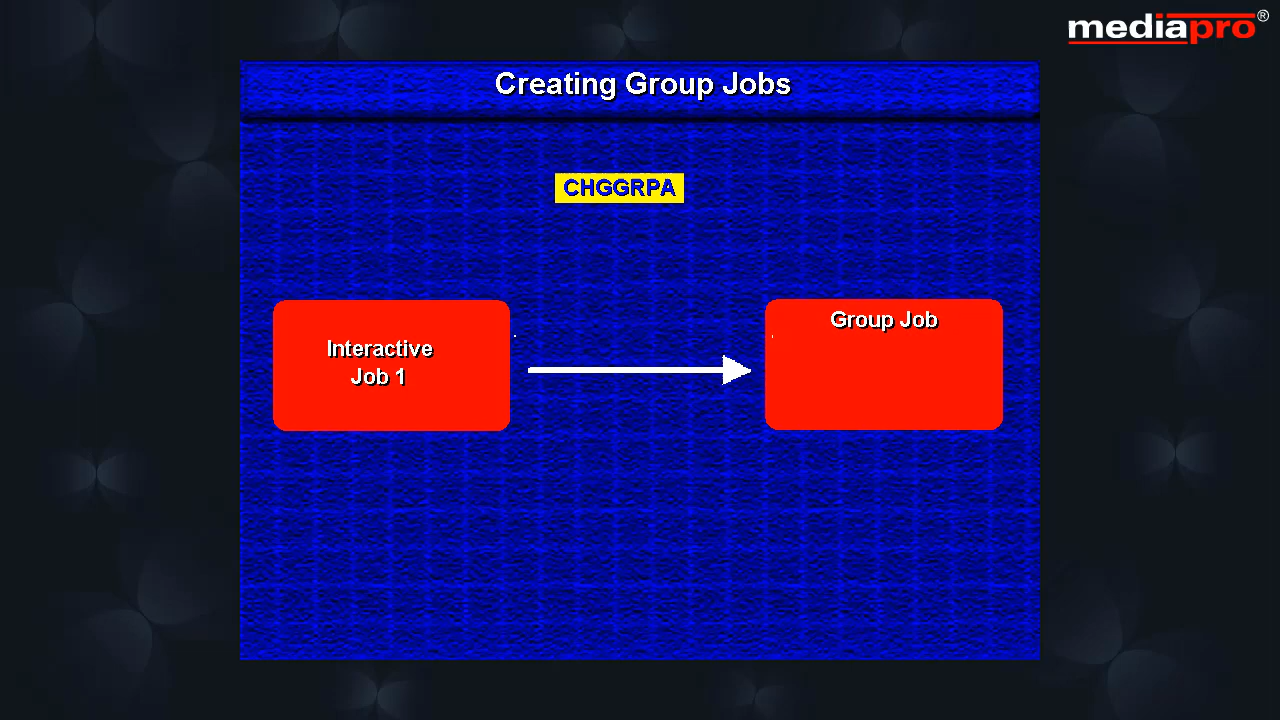 mediapro®
Creating Group Jobs
CHGGRPA
Interactive
Job 1
Group Job